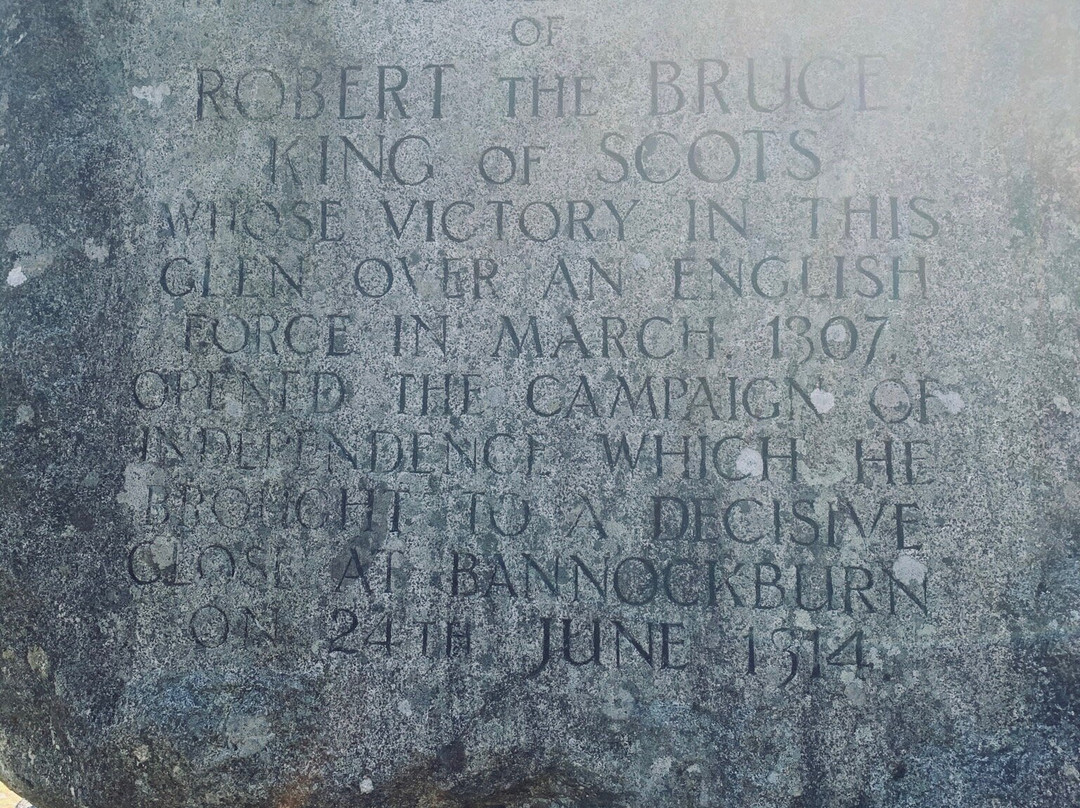 OF
ROBERT THE BRUCE.
KING OF SCOTS
WHOSE VICTORY IN THIS
GLEN OVER AN ENGLISH
FORCE IN MARCH, 1307
OPENED THE CAMPAIGN OF
INDEPENDENCE WHICH HE
BROUGHT TO A DECISIVE
CLOSE AT BANNOCKBURN
ON 24TH JUNE 1314.